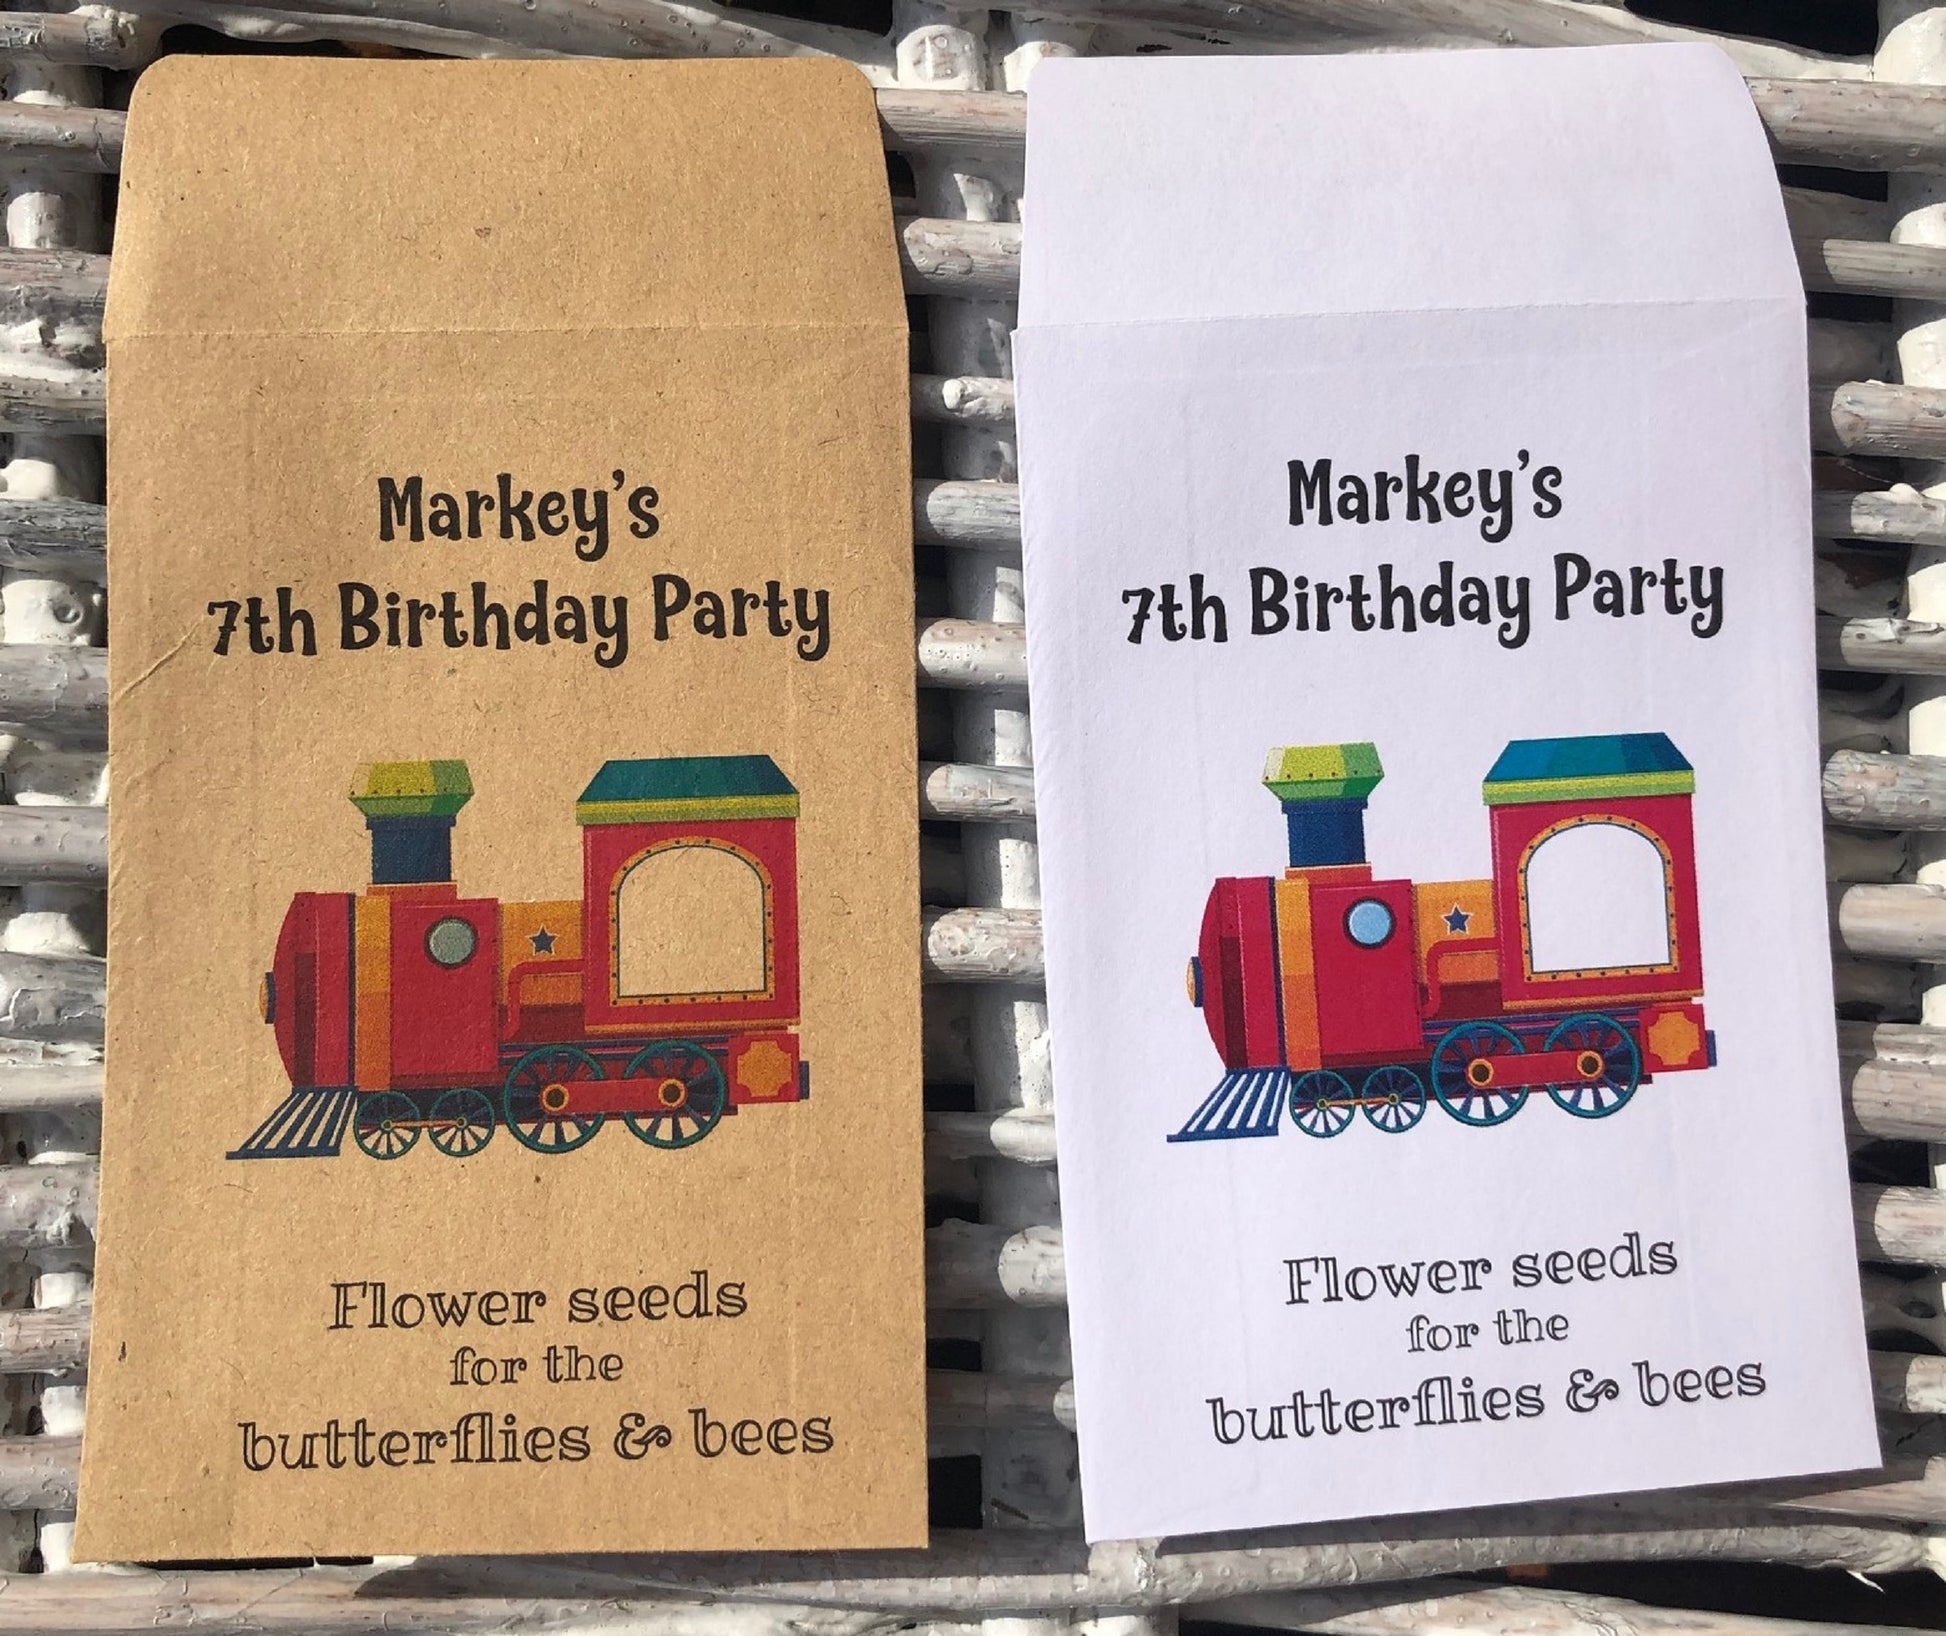 Markey's
7th Birthday Party
Flower seeds
for the
butterflies & bees
Markey's
7th Birthday Party
Flower seeds
for the
butterflies & bees